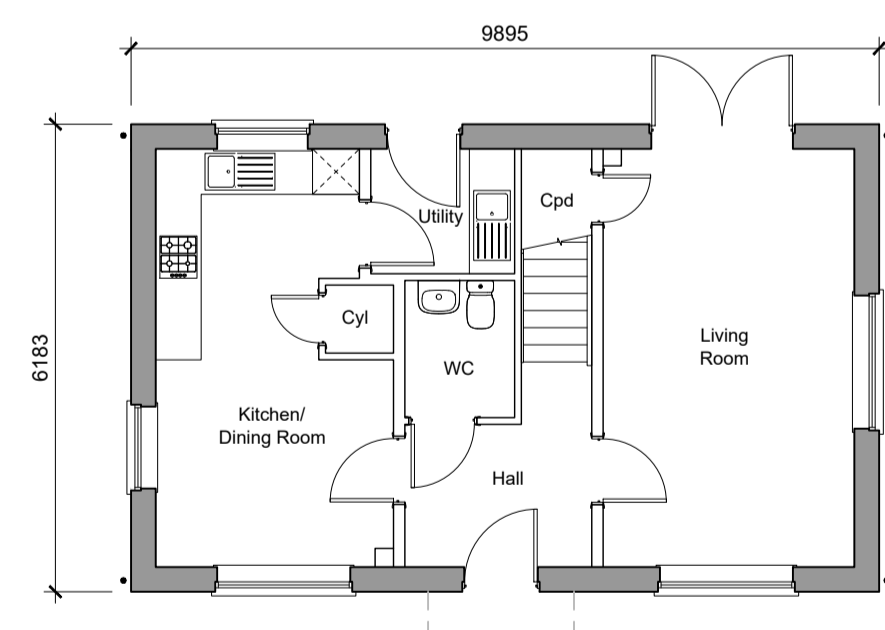 9895
Utility
Cpd
Cyl
Living
Room
6183
WC
Kitchen/
Dining Room
Hall